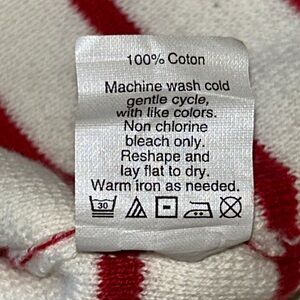 100% Coton
Machine wash cold
gentle cycle,
with like colors.
Non chlorine
bleach only.
Reshape and
lay flat to dry.
Warm iron as needed.
30